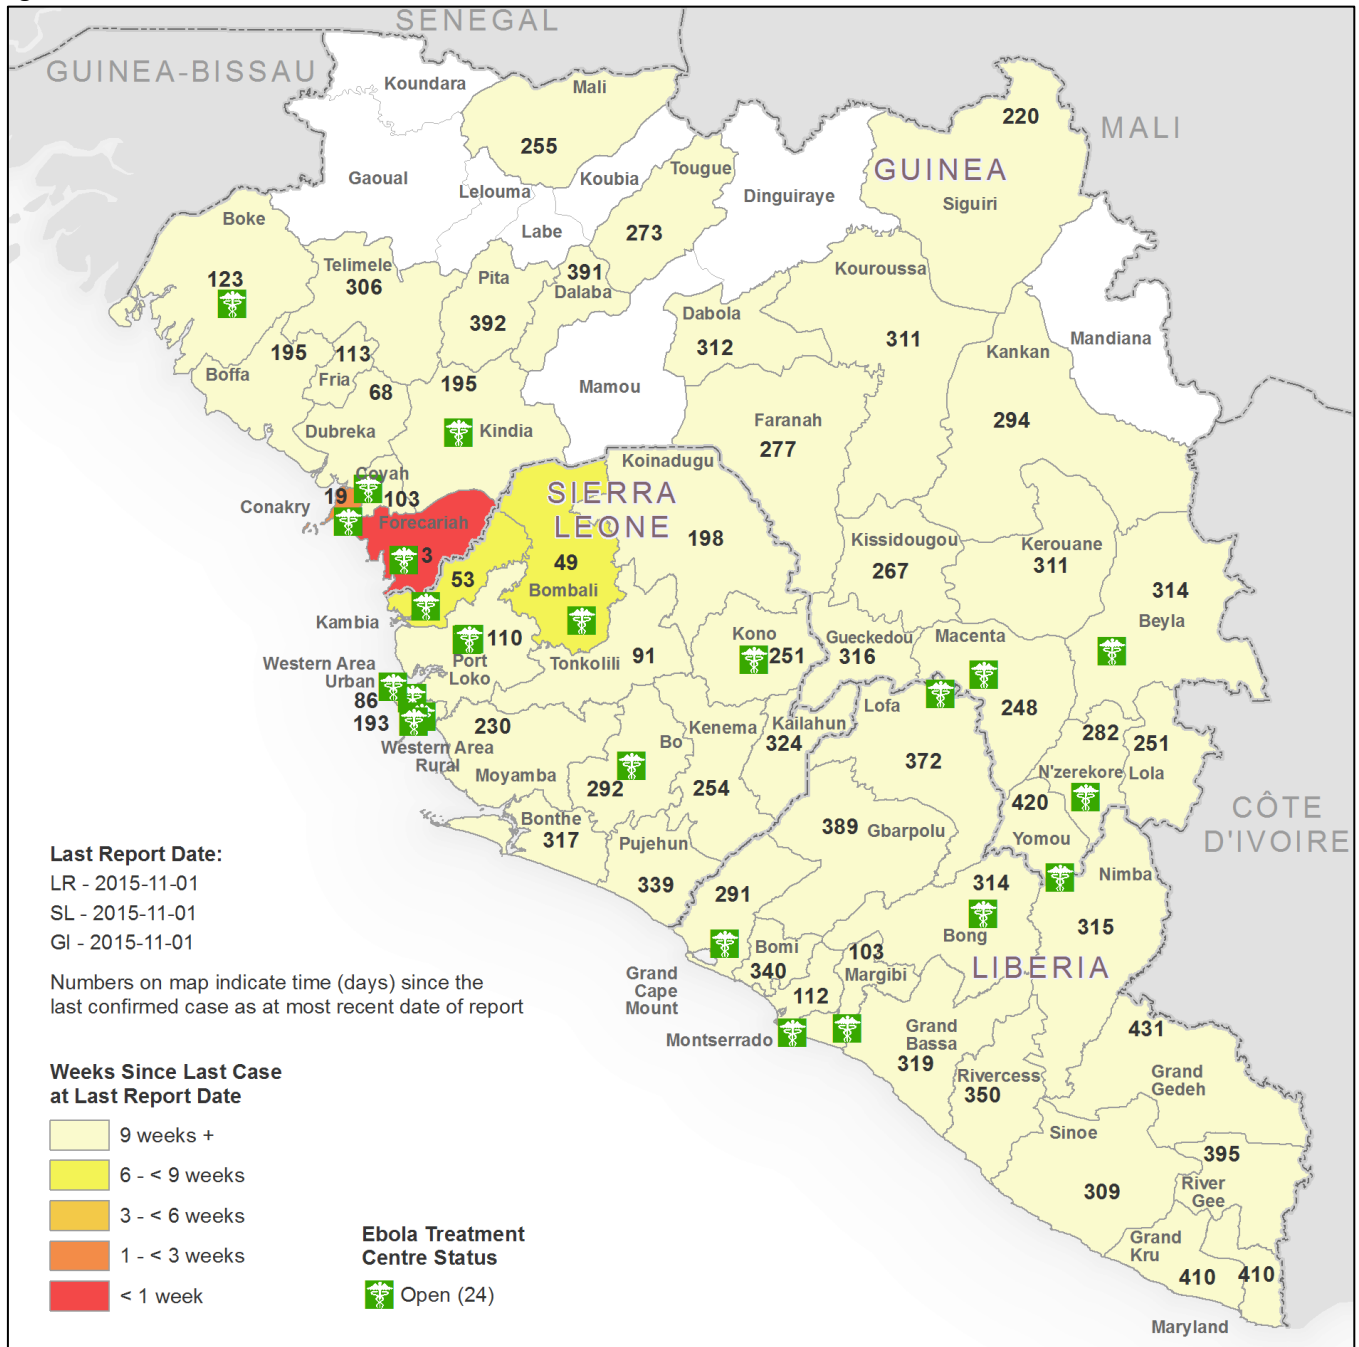 SENEGAL
GUINEA-BISSAU
Koundara
Mali
255
220
MALI
GUINEA
Siguiri
Gaoual
Lelouma
Koubia
Tougue
Dinguiraye
Labe
273
Boke
123
Telimele
306
Pita
392
391
Dalaba
Kouroussa
311
Dabola
312
Kankan
294
Mandiana
195
Boffa
113
Fria
68
Dubreka
195
Kindia
Mamou
Faranah
277
Coyah
103
19
Conakry
Forecariah
3
Koinadugu
198
SIERRA
LEONE
49
Bombali
53
Kambia
Kissidougou
267
Kerouane
311
314
Beyla
110
Port
Loko
Tonkolili
91
Kono
251
Gueckedou
316
Macenta
248
Western Area
Urban
86
193
Western Area
Rural
230
Moyamba
Bo
292
Kenema
254
Kailahun
324
Lofa
372
282
N'zerekore
251
Lola
420
Yomou
CÔTE
D'IVOIRE
Bonthe
317
Pujehun
339
389
Gbarpolu
291
Grand
Cape
Mount
Bomi
340
314
Bong
Nimba
315
LIBERIA
103
Margibi
112
Montserrado
Grand
Bassa
319
Rivercess
350
431
Grand
Gedeh
Sinoe
309
395
River
Gee
Grand
Kru
410
410
Maryland
Last Report Date:
LR - 2015-11-01
SL - 2015-11-01
GI - 2015-11-01
Numbers on map indicate time (days) since the
last confirmed case as at most recent date of report
Weeks Since Last Case
at Last Report Date
9 weeks +
6 - < 9 weeks
3 - < 6 weeks
1 - < 3 weeks
< 1 week
Ebola Treatment
Centre Status
Open (24)